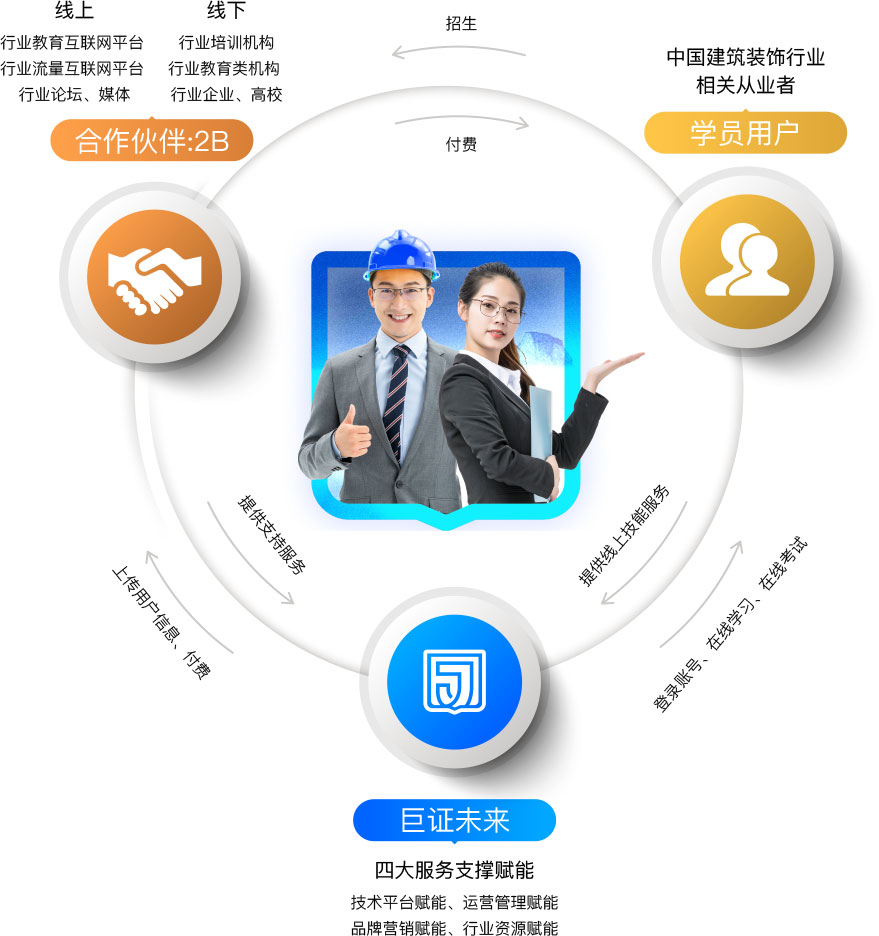 线上
线下
行业教育互联网平台
行业培训机构
行业流量互联网平台
行业教育类机构
行业论坛、媒体
行业企业、高校
合作伙伴:2B
招生
付费
中国建筑装饰行业
相关从业者
学员用户
提供支持服务
上传用户信息、付费
提供线上技能服务
登录账号、在线学习、在线考试
巨证未来
四大服务支撑赋能
技术平台赋能、运营管理赋能
品牌营销赋能、行业资源赋能